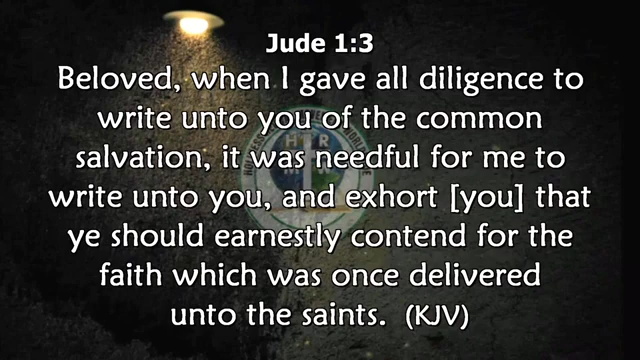 Jude 1:3
Beloved, when I gave all diligence to
write unto you of the common
salvation, it was needful for me to
write unto you, and exhort [you] that
ye should earnestly contend for the
faith which was once delivered
unto the saints. (KJV)